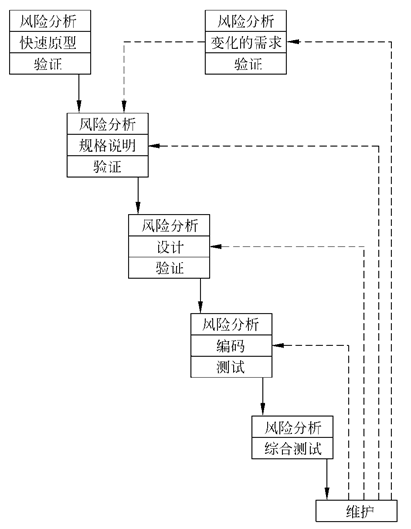 风险分析
快速原型
验证
风险分析
变化的需求
验证
风险分析
规格说明
验证
风险分析
设计
验证
风险分析
编码
测试
风险分析
综合测试
维护